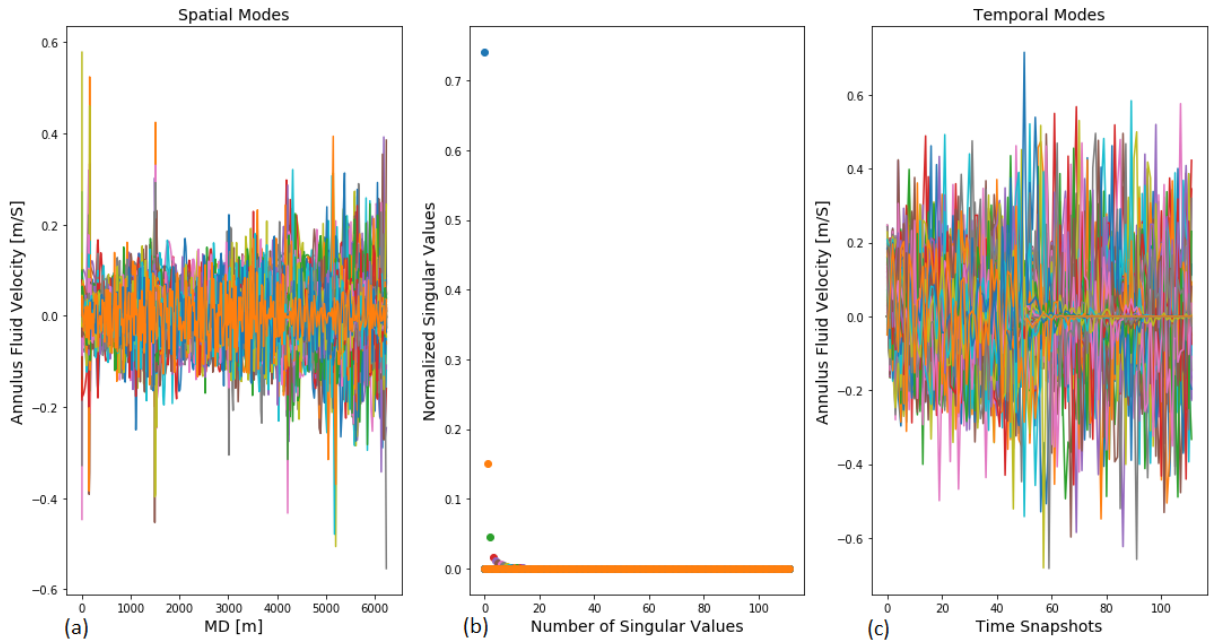 Spatial Modes
Temporal Modes
0.6
0.4
0.2
0.0
−0.2
−0.4
−0.6
Annulus Fluid Velocity [m/S]
0 1000 2000 3000 4000 5000 6000
(a) MD [m]
0.7
0.6
0.5
0.4
0.3
0.2
0.1
0.0
Normalized Singular Values
0 20 40 60 80 100
(b) Number of Singular Values
0.6
0.4
0.2
0.0
−0.2
−0.4
−0.6
Annulus Fluid Velocity [m/S]
0 20 40 60 80 100
(c) Time Snapshots